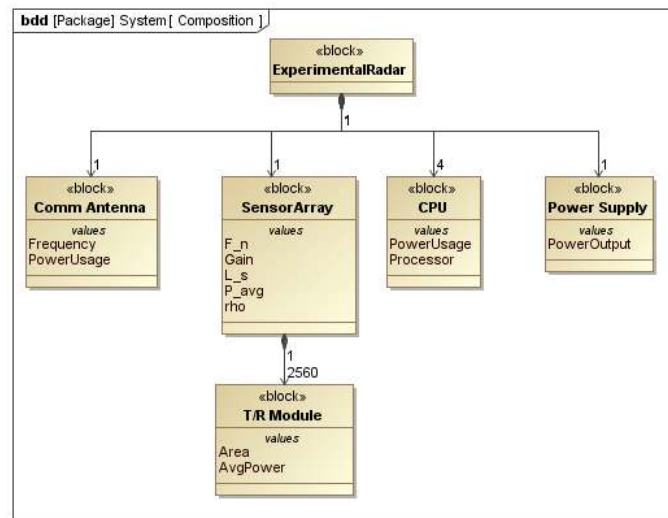 bdd [Package] System[ Composition ]
«block»
ExperimentalRadar
1
1
1
4
1
«block»
Comm Antenna
values
Frequency
PowerUsage
«block»
SensorArray
values
F_n
Gain
L_s
P_avg
rho
«block»
CPU
values
PowerUsage
Processor
«block»
Power Supply
values
PowerOutput
1
2560
«block»
T/R Module
values
Area
AvgPower